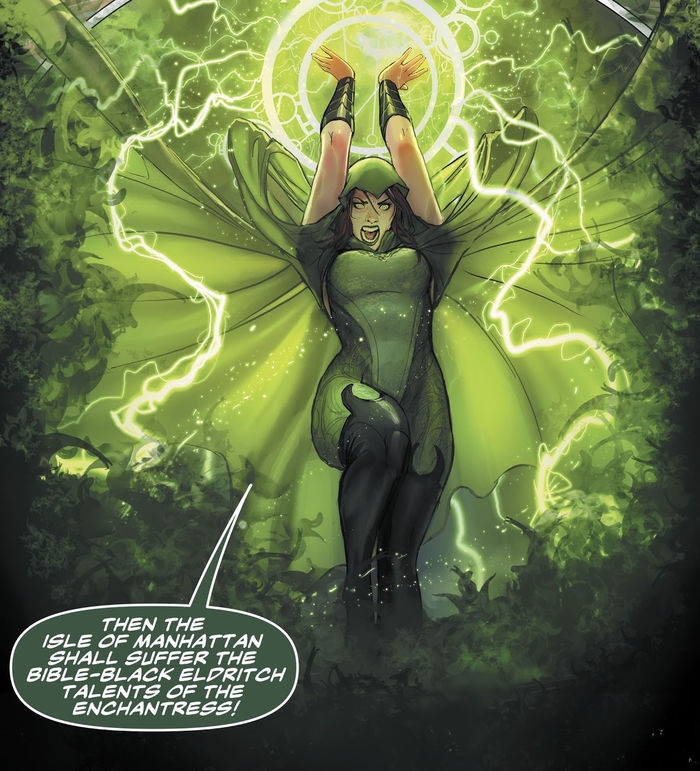 THEN THE
ISLE OF MANHATTAN
SHALL SUFFER THE
BIBLE-BLACK ELDRITCH
TALENTS OF THE
ENCHANTRESS!